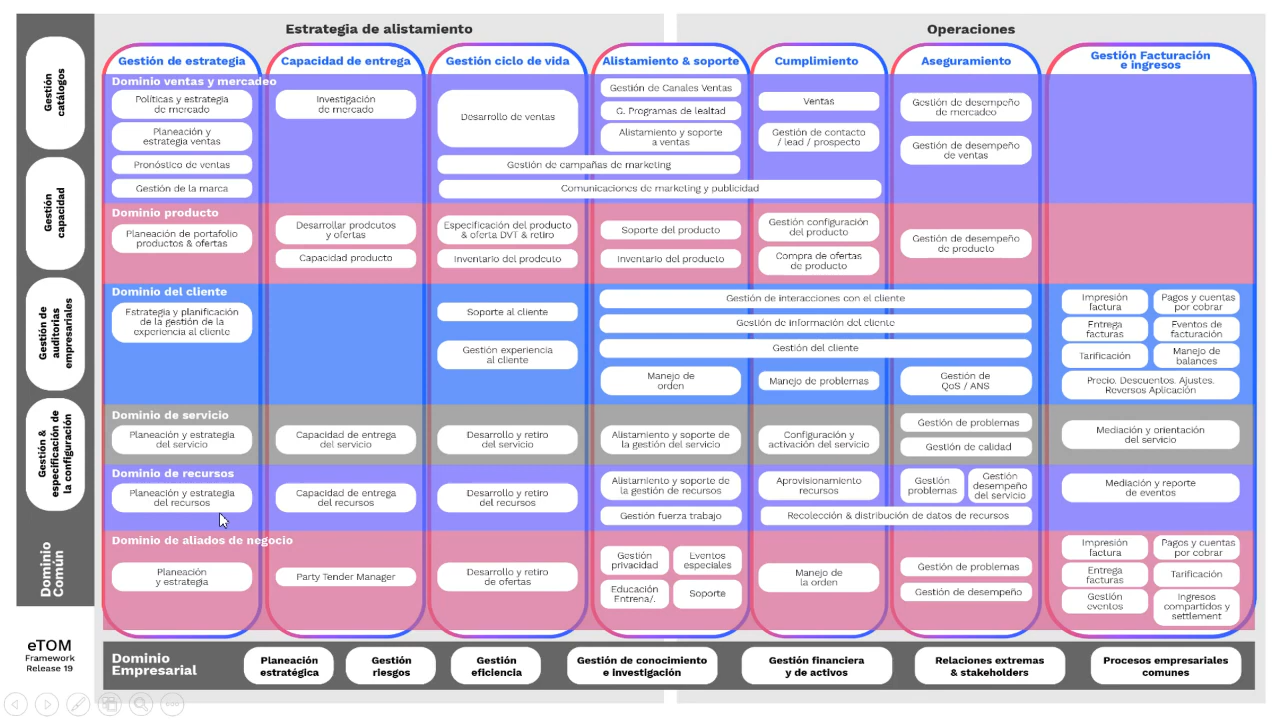 Estrategia de alistamiento
Operaciones
Gestión de estrategia
Capacidad de entrega
Gestión ciclo de vida
Alistamiento & soporte
Cumplimiento
Aseguramiento
Gestión Facturación
e ingresos
Gestión
catálogos
Gestión
capacidad
Gestión de
auditorias
empresariales
Gestión &
especificación de
la configuración
Dominio
Común
Dominio ventas y mercadeo
Políticas y estrategia
de mercado
Planeación y
estrategia ventas
Pronóstico de ventas
Gestión de la marca
Investigación
de mercado
Desarrollo de ventas
Gestión de Canales Ventas
G. Programas de lealtad
Alistamiento y soporte
a ventas
Gestión de campañas de marketing
Comunicaciones de marketing y publicidad
Ventas
Gestión de contacto
/ lead / prospecto
Gestión de desempeño
de mercadeo
Gestión de desempeño
de ventas
Dominio producto
Planeación de portafolio
productos & ofertas
Desarrollar prodcutos
y ofertas
Capacidad producto
Especificación del producto
& oferta DVT & retiro
Inventario del prodcuto
Soporte del producto
Inventario del producto
Gestión configuración
del producto
Compra de ofertas
de producto
Gestión de desempeño
de producto
Dominio del cliente
Estrategia y planificación
de la gestión de la
experiencia al cliente
Soporte al cliente
Gestión experiencia
al cliente
Gestión de interacciones con el cliente
Gestión de información del cliente
Gestión del cliente
Manejo de
orden
Manejo de problemas
Gestión de
QoS / ANS
Impresión
factura
Pagos y cuentas
por cobrar
Entrega
facturas
Eventos de
facturación
Tarificación
Manejo de
balances
Precio. Descuentos. Ajustes.
Reversos Aplicación
Dominio de servicio
Planeación y estrategia
del servicio
Capacidad de entrega
del servicio
Desarrollo y retiro
del servicio
Alistamiento y soporte de
la gestión del servicio
Configuración y
activación del servicio
Gestión de problemas
Gestión de calidad
Mediación y orientación
del servicio
Dominio de recursos
Planeación y estrategia
del recursos
Capacidad de entrega
del recursos
Desarrollo y retiro
del recursos
Alistamiento y soporte de
la gestión de recursos
Gestión fuerza trabajo
Aprovisionamiento
recursos
Gestión
problemas
Gestión
desempeño
del servicio
Recolección & distribución de datos de recursos
Mediación y reporte
de eventos
Dominio de aliados de negocio
Planeación
y estrategia
Party Tender Manager
Desarrollo y retiro
de ofertas
Gestión
privacidad
Eventos
especiales
Educación
Entrena/.
Soporte
Manejo de
la orden
Gestión de problemas
Gestión de desempeño
Impresión
factura
Pagos y cuentas
por cobrar
Entrega
facturas
Tarificación
Gestión
eventos
Ingresos
compartidos y
settlement
eTOM
Framework
Release 19
Dominio
Empresarial
Planeación
estratégica
Gestión
riesgos
Gestión
eficiencia
Gestión de conocimiento
e investigación
Gestión financiera
y de activos
Relaciones extremas
& stakeholders
Procesos empresariales
comunes